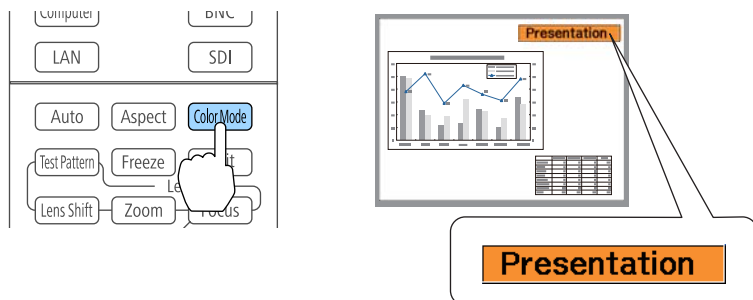 Computer
BNC
LAN
SDI
Auto
Aspect
Color Mode
Test Pattern
Freeze
Lens Shift
Zoom
Focus
Presentation
Presentation